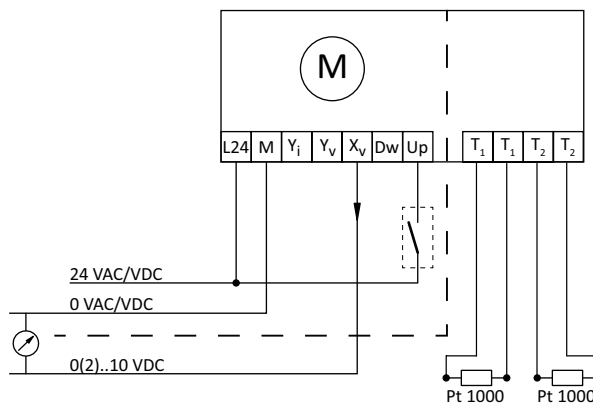 M
L24 M Yi Yv Xv Dw Up T1 T1 T2 T2
24 VAC/VDC
0 VAC/VDC
0(2)..10 VDC
Pt 1000 Pt 1000